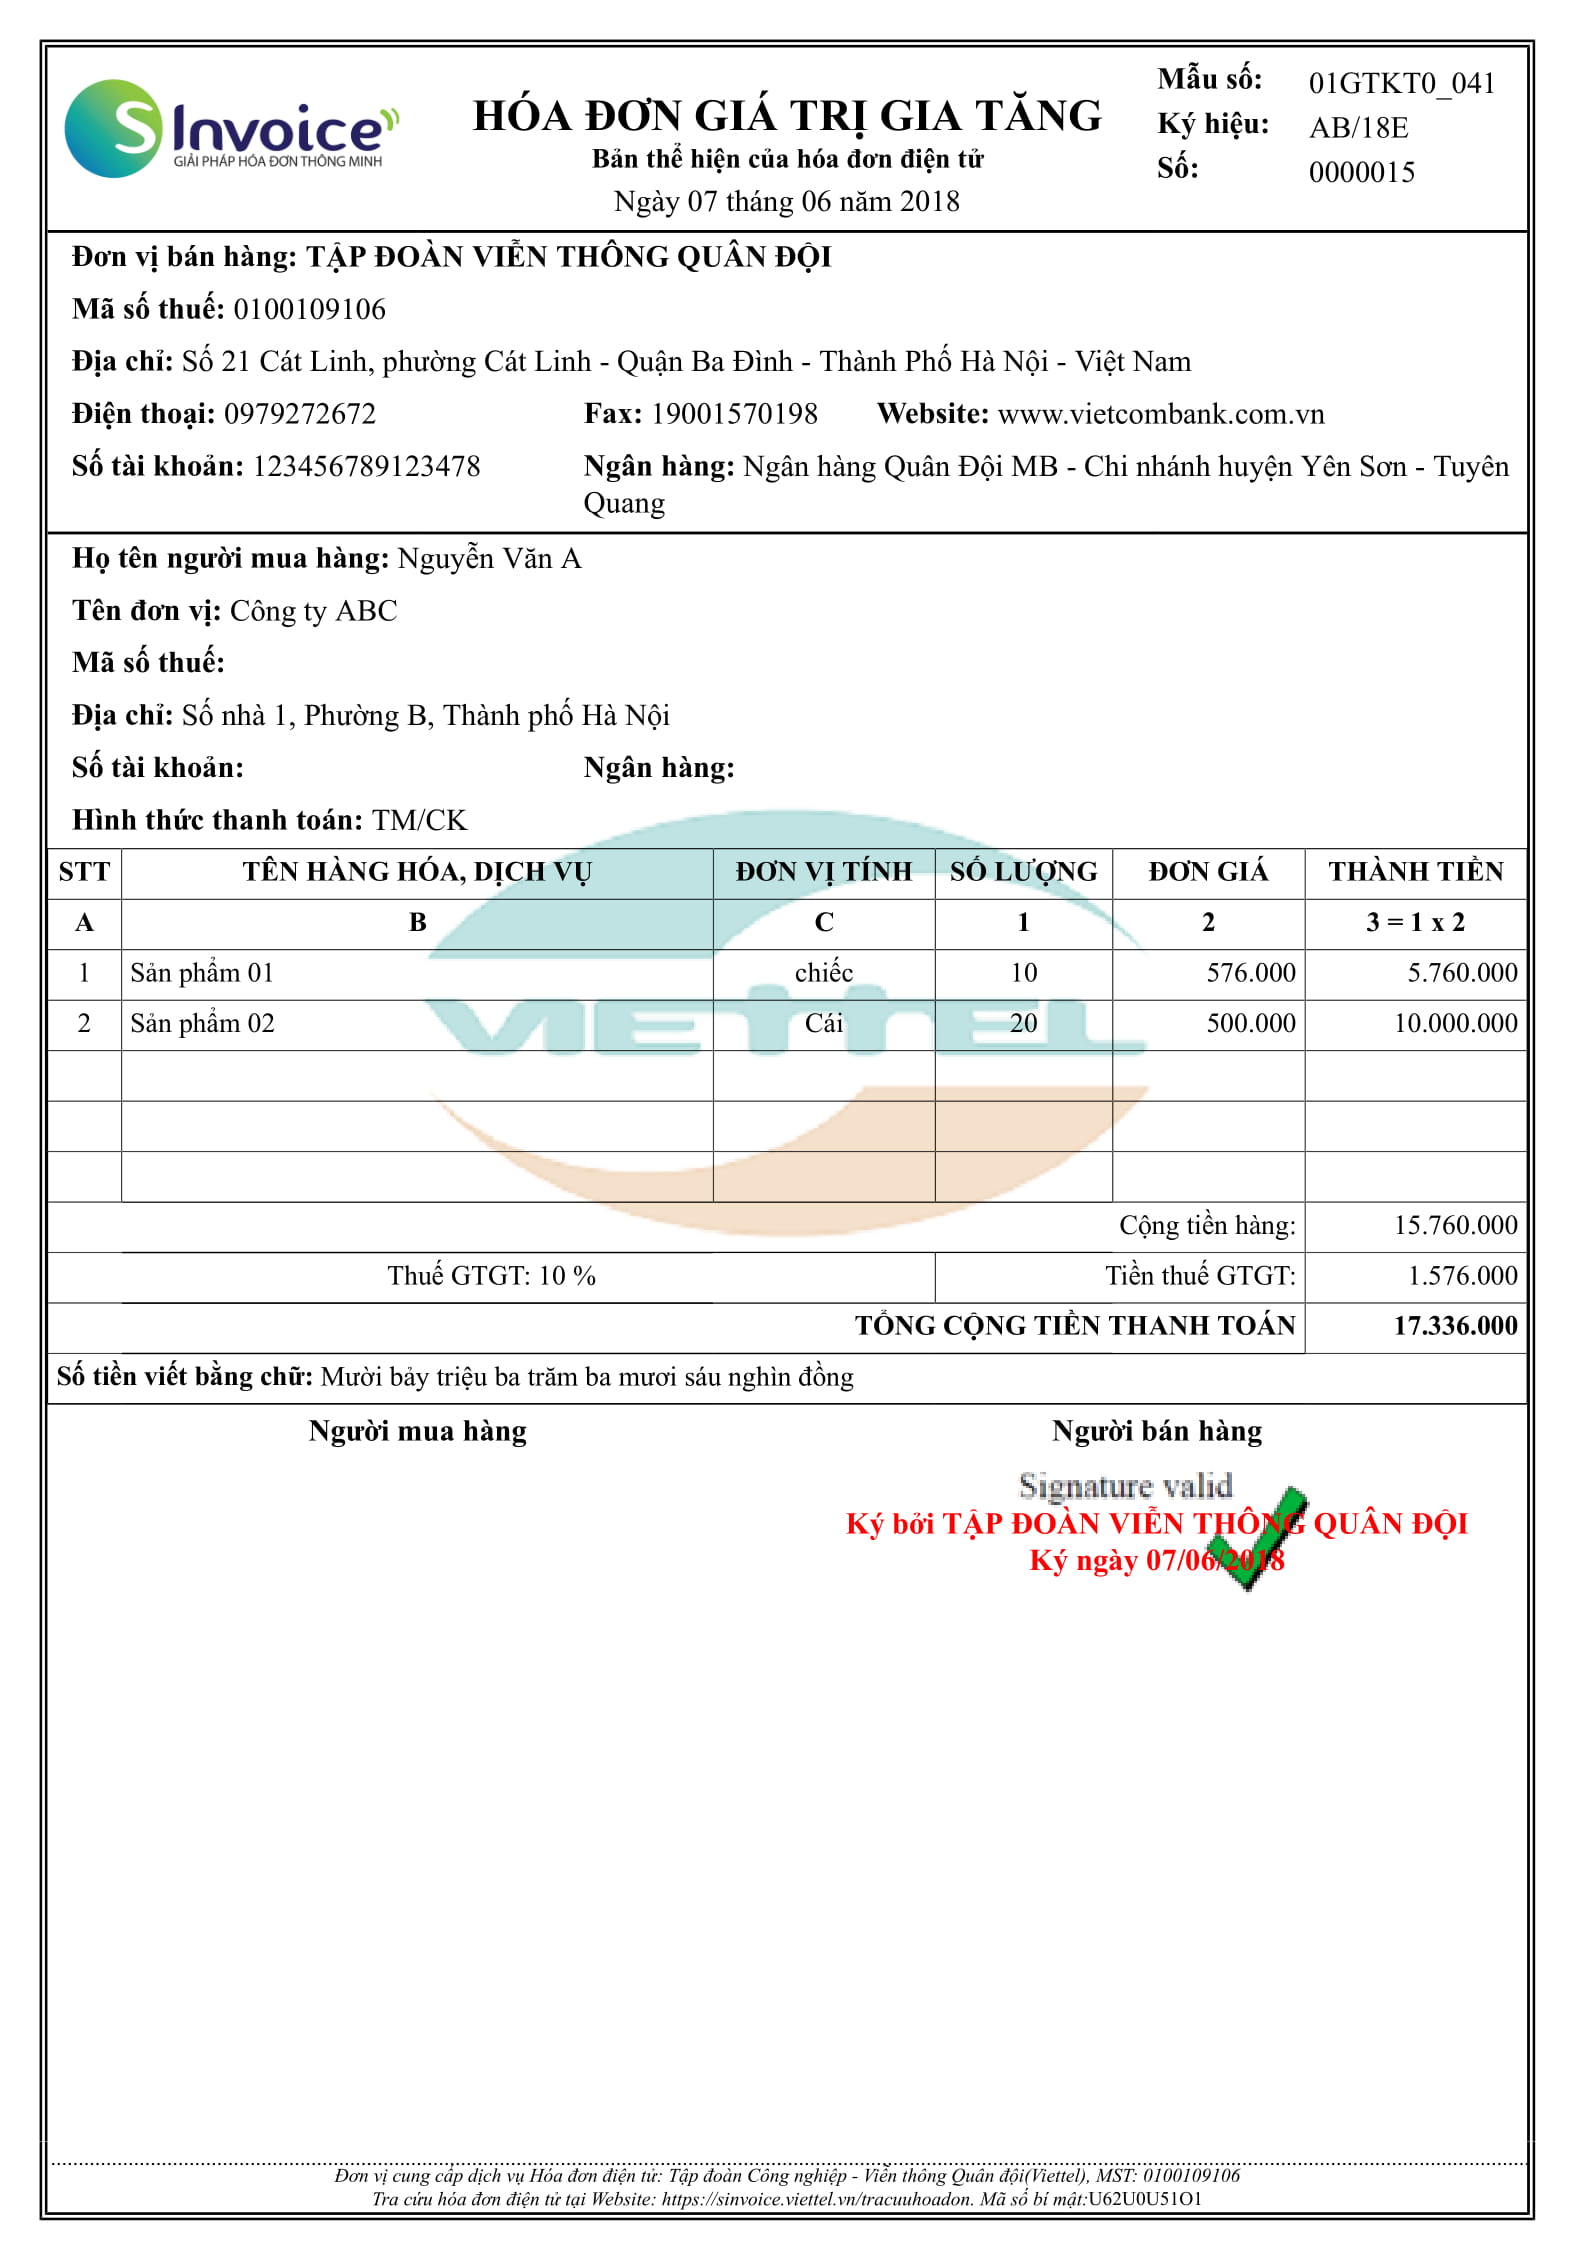 S Invoice
GIẢI PHÁP HÓA ĐƠN THÔNG MINH
HÓA ĐƠN GIÁ TRỊ GIA TĂNG
Bản thể hiện của hóa đơn điện tử
Ngày 07 tháng 06 năm 2018
Mẫu số: 01GTKT0_041
Ký hiệu: AB/18E
Số: 0000015
Đơn vị bán hàng: TẬP ĐOÀN VIỄN THÔNG QUÂN ĐỘI
Mã số thuế: 0100109106
Địa chỉ: Số 21 Cát Linh, phường Cát Linh - Quận Ba Đình - Thành Phố Hà Nội - Việt Nam
Điện thoại: 0979272672 Fax: 19001570198 Website: www.vietcombank.com.vn
Số tài khoản: 123456789123478 Ngân hàng: Ngân hàng Quân Đội MB - Chi nhánh huyện Yên Sơn - Tuyên
Quang
Họ tên người mua hàng: Nguyễn Văn A
Tên đơn vị: Công ty ABC
Mã số thuế:
Địa chỉ: Số nhà 1, Phường B, Thành phố Hà Nội
Số tài khoản: Ngân hàng:
Hình thức thanh toán: TM/CK
STT TÊN HÀNG HÓA, DỊCH VỤ ĐƠN VỊ TÍNH SỐ LƯỢNG ĐƠN GIÁ THÀNH TIỀN
A B C 1 2 3 = 1 x 2
1 Sản phẩm 01 chiếc 10 576.000 5.760.000
2 Sản phẩm 02 Cái 20 500.000 10.000.000
VIETTEL
Cộng tiền hàng: 15.760.000
Thuế GTGT: 10 % Tiền thuế GTGT: 1.576.000
TỔNG CỘNG TIỀN THANH TOÁN 17.336.000
Số tiền viết bằng chữ: Mười bảy triệu ba trăm ba mươi sáu nghìn đồng
Người mua hàng Người bán hàng
Signature valid
Ký bởi TẬP ĐOÀN VIỄN THÔNG QUÂN ĐỘI
Ký ngày 07/06/2018
Đơn vị cung cấp dịch vụ Hóa đơn điện tử: Tập đoàn Công nghiệp - Viễn thông Quân đội(Viettel), MST: 0100109106
Tra cứu hóa đơn điện tử tại Website: https://sinvoice.viettel.vn/tracuuhoadon. Mã số bí mật:U62U0U51O1